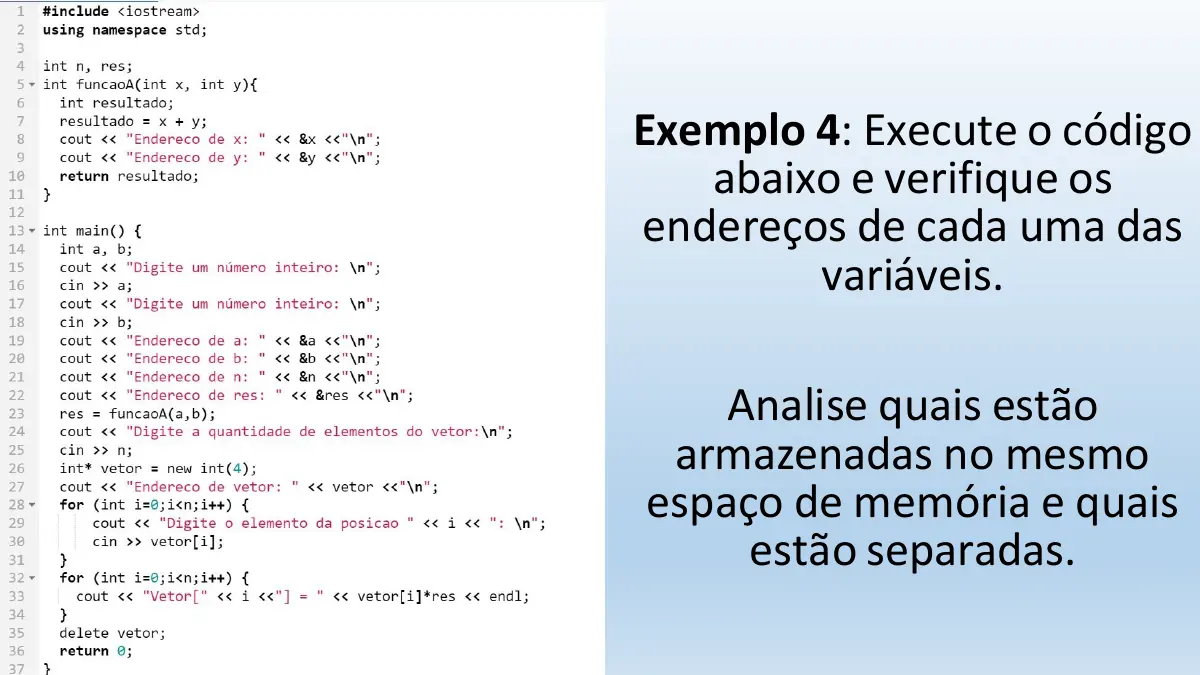 1 #include <iostream>
2 using namespace std;
3
4 int n, res;
5 int funcaoA(int x, int y){
6   int resultado;
7   resultado = x + y;
8   cout << "Endereco de x: " << &x <<"\n";
9   cout << "Endereco de y: " << &y <<"\n";
10   return resultado;
11 }
12
13 int main() {
14   int a, b;
15   cout << "Digite um número inteiro: \n";
16   cin >> a;
17   cout << "Digite um número inteiro: \n";
18   cin >> b;
19   cout << "Endereco de a: " << &a <<"\n";
20   cout << "Endereco de b: " << &b <<"\n";
21   cout << "Endereco de n: " << &n <<"\n";
22   cout << "Endereco de res: " << &res <<"\n";
23   res = funcaoA(a,b);
24   cout << "Digite a quantidade de elementos do vetor:\n";
25   cin >> n;
26   int* vetor = new int(4);
27   cout << "Endereco de vetor: " << vetor <<"\n";
28   for (int i=0;i<n;i++) {
29       cout << "Digite o elemento da posicao " << i << ": \n";
30       cin >> vetor[i];
31   }
32   for (int i=0;i<n;i++) {
33     cout << "Vetor[" << i <<"] = " << vetor[i]*res << endl;
34   }
35   delete vetor;
36   return 0;
37 }
Exemplo 4: Execute o código
abaixo e verifique os
endereços de cada uma das
variáveis.
Analise quais estão
armazenadas no mesmo
espaço de memória e quais
estão separadas.